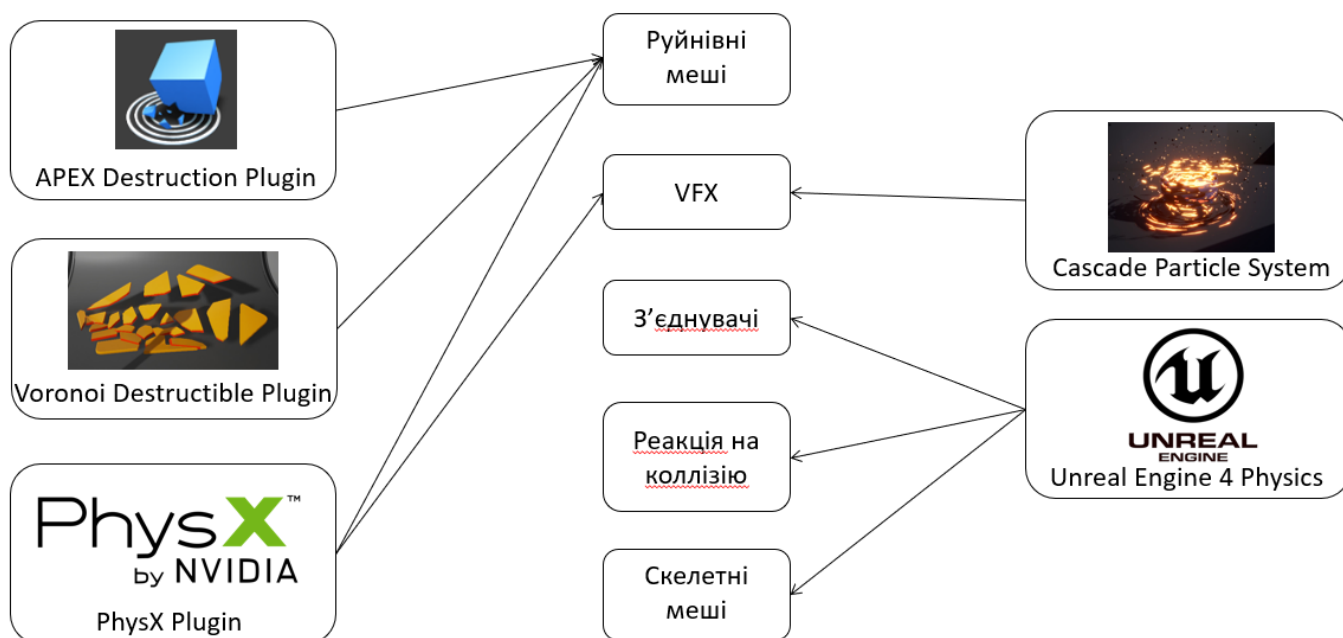 APEX Destruction Plugin
Voronoi Destructible Plugin
PhysX™
by NVIDIA
PhysX Plugin
Руйнівні
меші
VFX
З’єднувачі
Реакція на
коллізію
Скелетні
меші
Cascade Particle System
UNREAL
ENGINE
Unreal Engine 4 Physics